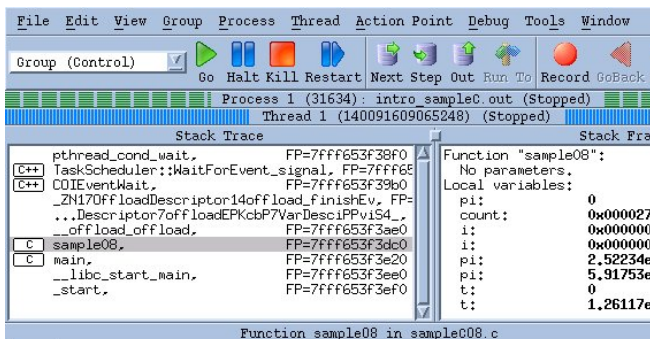 File Edit View Group Process Thread Action Point Debug Tools Window
Group (Control)
Go Halt Kill Restart Next Step Out Run To Record GoBack
Process 1 (31634): intro_sampleC.out (Stopped)
Thread 1 (140091609065248) (Stopped)
Stack Trace
pthread_cond_wait, FP=7fff653f38f0
C++ TaskScheduler::WaitForEvent_signal, FP=7fff65
C++ COIEventWait, FP=7fff653f39b0
_ZN17OffloadDescriptor14offload_finishEv, FP=
...Descriptor7offloadEPKcbP7VarDesciPPviS4_,
__offload_offload, FP=7fff653f3ae0
C sample08, FP=7fff653f3dc0
C main, FP=7fff653f3e20
__libc_start_main, FP=7fff653f3ee0
_start, FP=7fff653f3ef0
Stack Fra
Function "sample08":
No parameters.
Local variables:
pi: 0
count: 0x000027
i: 0x000000
i: 0x000000
pi: 2.52234e
pi: 5.91753e
t: 0
t: 1.26117e
Function sample08 in sampleC08.c